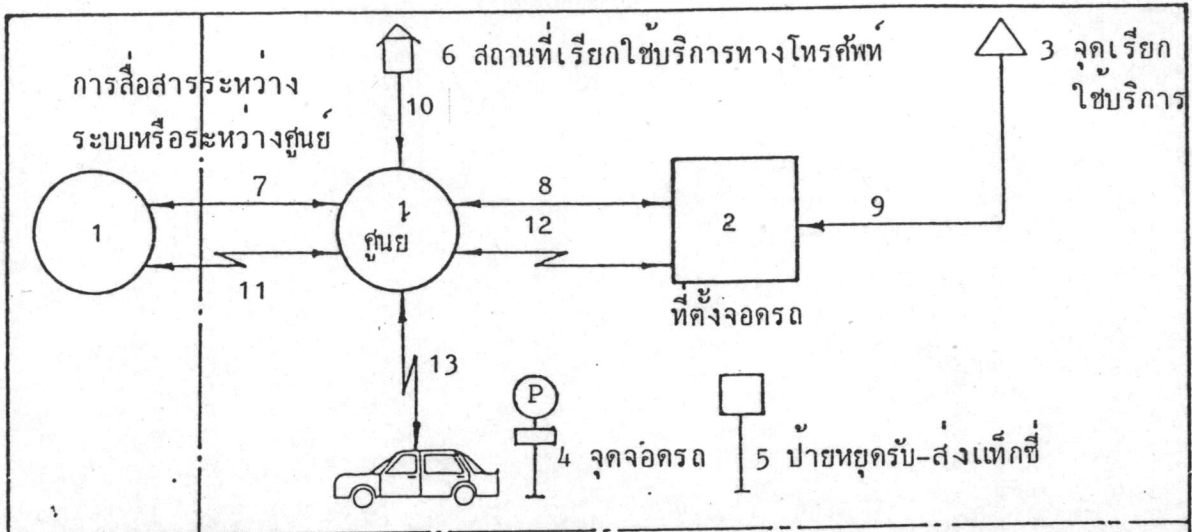 6 สถานที่เรียกใช้บริการทางโทรศัพท์
3 จุดเรียก
ใช้บริการ
การสื่อสารระหว่าง
ระบบหรือระหว่างศูนย์
10
7
8
9
1
1
ศูนย
2
12
11
ที่ตั้งจอดรถ
13
P
4 จุดจอดรถ
5 ป้ายหยุดรับ-ส่งแท็กซี่